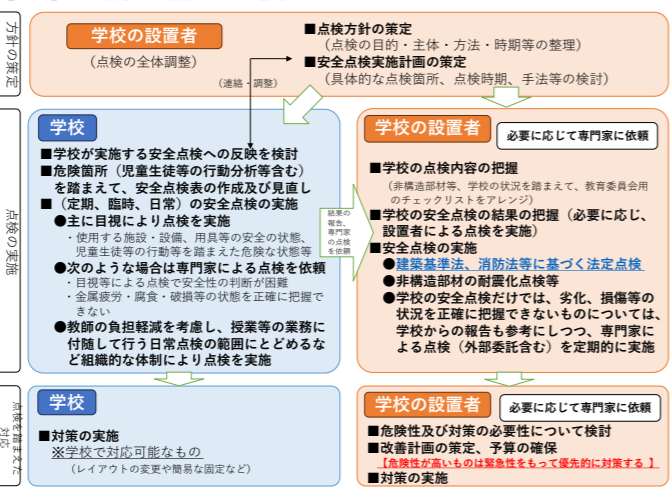 方針の策定
学校の設置者
（点検の全体調整）
■点検方針の策定
（点検の目的・主体・方法・時期等の整理）
■安全点検実施計画の策定
（具体的な点検箇所、点検時期、手法等の検討）
（連絡・調整）
点検の実施
学校
■学校が実施する安全点検への反映を検討
■危険箇所（児童生徒等の行動分析等含む）
を踏まえて、安全点検表の作成及び見直し
■（定期、臨時、日常）の安全点検の実施
●主に目視により点検を実施
・使用する施設・設備、用具等の安全の状態、
児童生徒等の行動等を踏まえた危険な状態等
●次のような場合は専門家による点検を依頼
・目視等による点検で安全性の判断が困難
・金属疲労・腐食・破損等の状態を正確に把握で
きない
●教師の負担軽減を考慮し、授業等の業務に
付随して行う日常点検の範囲にとどめるな
ど組織的な体制により点検を実施
結果の
報告、
専門家
の点検
を依頼
学校の設置者
必要に応じて専門家に依頼
■学校の点検内容の把握
（非構造部材等、学校の状況を踏まえて、教育委員会用
のチェックリストをアレンジ）
■学校の安全点検の結果の把握（必要に応じ、
設置者による点検を実施）
■安全点検の実施
●建築基準法、消防法等に基づく法定点検
●非構造部材の耐震化点検等
●学校の安全点検だけでは、劣化、損傷等の
状況を正確に把握できないものについては、
学校からの報告も参考にしつつ、専門家に
よる点検（外部委託含む）を定期的に実施
点検を踏まえた
対応
学校
■対策の実施
※学校で対応可能なもの
（レイアウトの変更や簡易な固定など）
学校の設置者
必要に応じて専門家に依頼
■危険性及び対策の必要性について検討
■改善計画の策定、予算の確保
【危険性が高いものは緊急性をもって優先的に対策する 】
■対策の実施